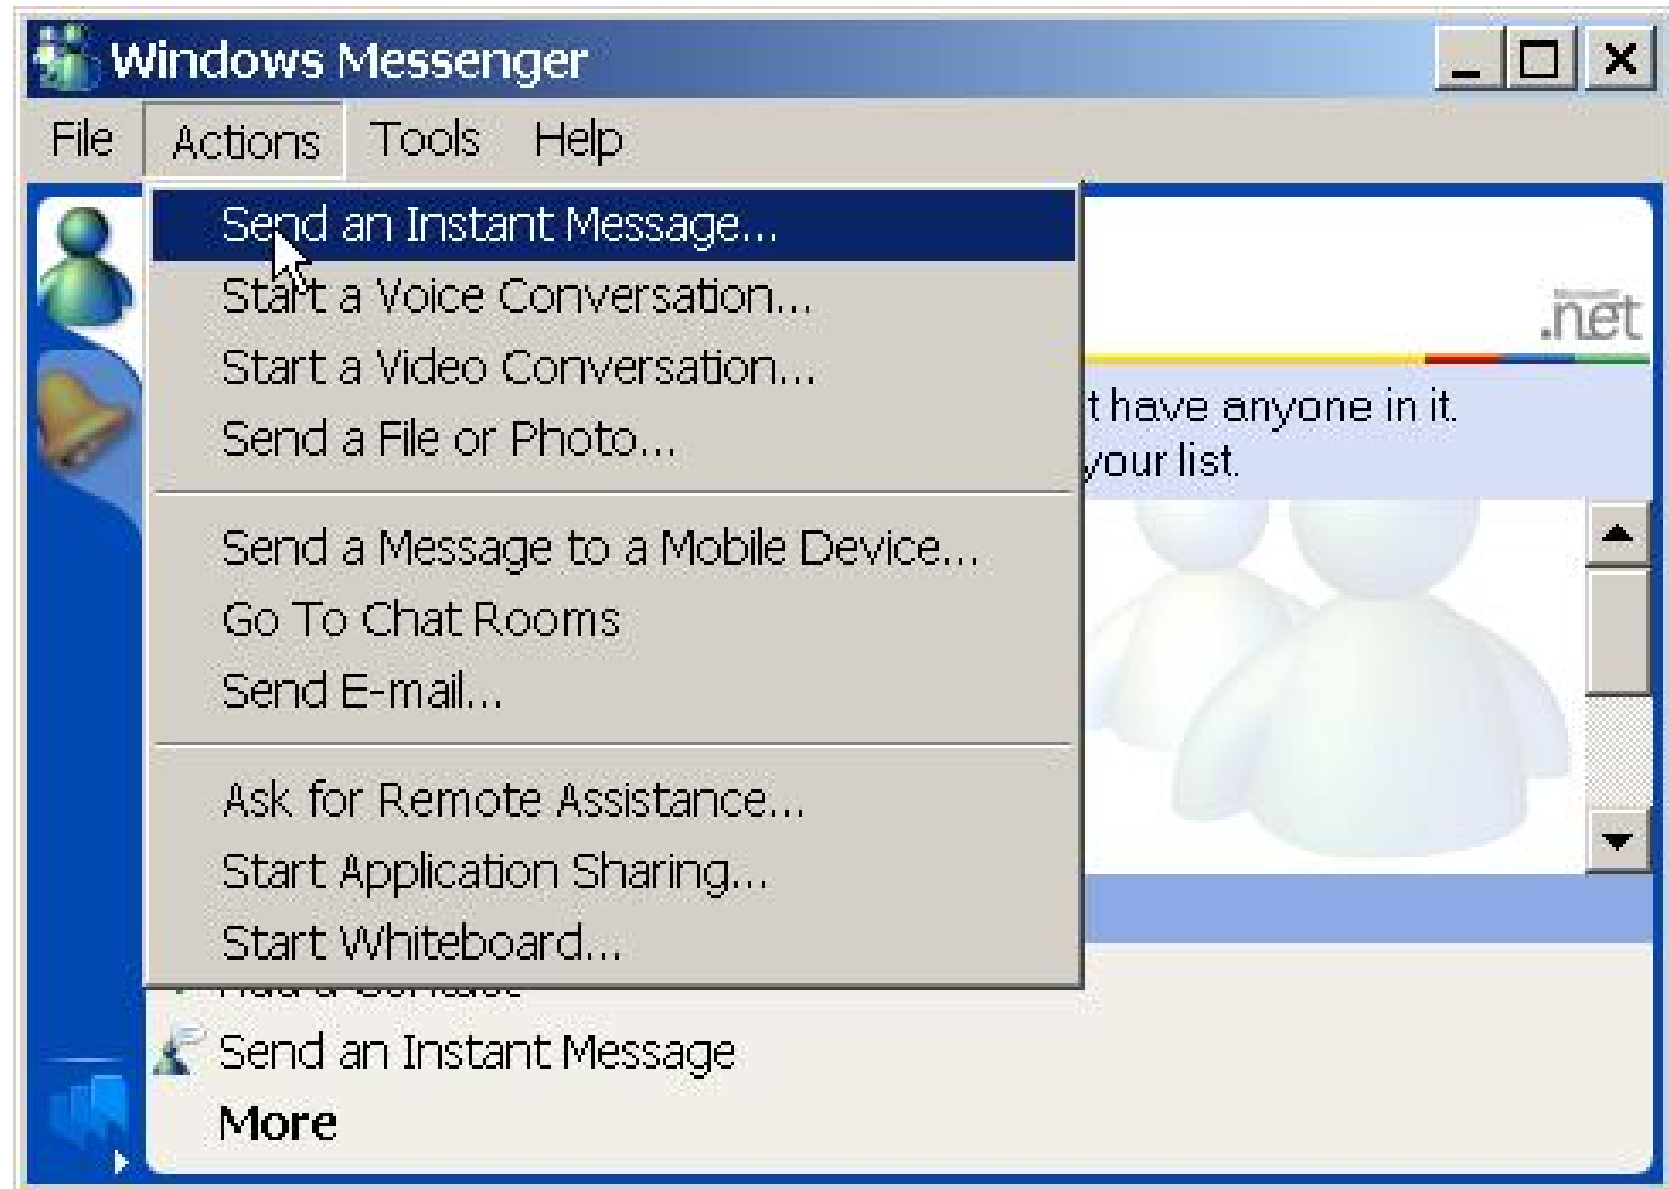 Windows Messenger
File Actions Tools Help
Send an Instant Message...
Start a Voice Conversation...
Start a Video Conversation...
Send a File or Photo...
Send a Message to a Mobile Device...
Go To Chat Rooms
Send E-mail...
Ask for Remote Assistance...
Start Application Sharing...
Start Whiteboard...
.net
t have anyone in it.
your list.
Send an Instant Message
More